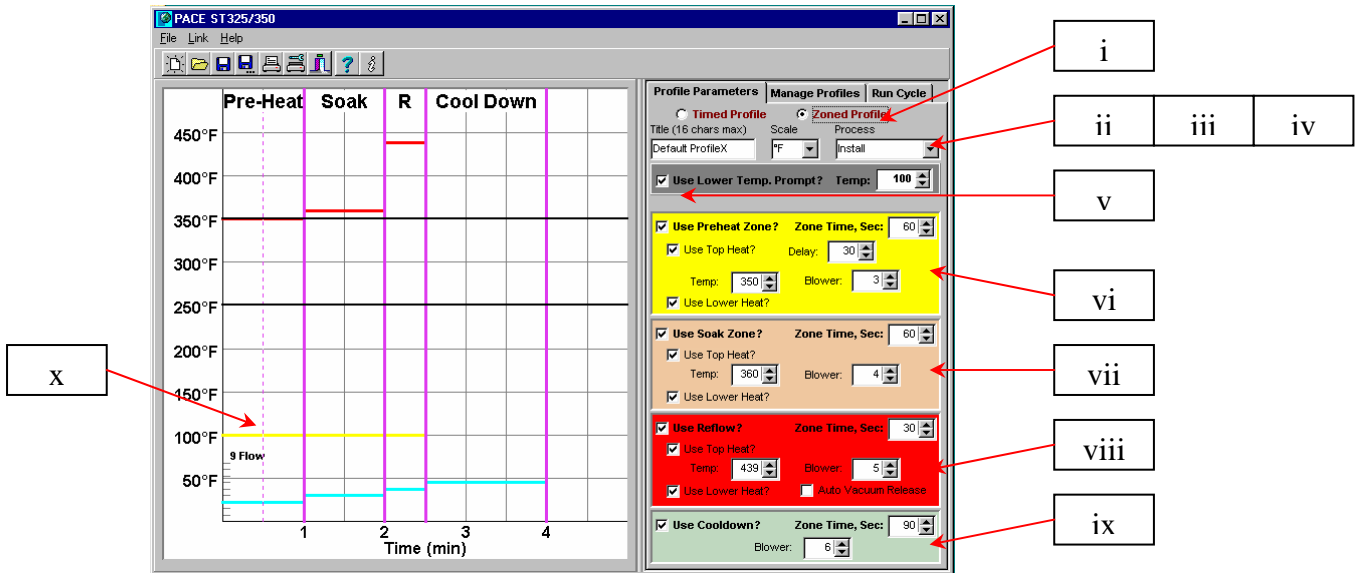 PACE ST325/350
File Link Help
Pre-Heat Soak R Cool Down
450°F
400°F
350°F
300°F
250°F
200°F
150°F
100°F
9 Flow
50°F
1 2 3 4
Time (min)
Profile Parameters Manage Profiles Run Cycle
Timed Profile Zoned Profile
Title (16 chars max) Scale Process
Default ProfileX °F Install
Use Lower Temp. Prompt? Temp: 100
Use Preheat Zone? Zone Time, Sec: 60
Use Top Heat? Delay: 30
Temp: 350 Blower: 3
Use Lower Heat?
Use Soak Zone? Zone Time, Sec: 60
Use Top Heat?
Temp: 360 Blower: 4
Use Lower Heat?
Use Reflow? Zone Time, Sec: 30
Use Top Heat?
Temp: 439 Blower: 5
Use Lower Heat? Auto Vacuum Release
Use Cooldown? Zone Time, Sec: 90
Blower: 6
i
ii iii iv
v
vi
vii
viii
ix
x